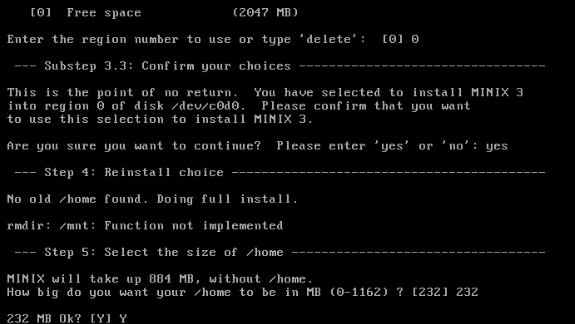 [0]  Free space            (2047 MB)
Enter the region number to use or type 'delete':  [0] 0
--- Substep 3.3: Confirm your choices ---------------------------------
This is the point of no return.  You have selected to install MINIX 3
into region 0 of disk /dev/c0d0.  Please confirm that you want
to use this selection to install MINIX 3.
Are you sure you want to continue?  Please enter 'yes' or 'no': yes
--- Step 4: Reinstall choice ------------------------------------------
No old /home found. Doing full install.
rmdir: /mnt: Function not implemented
--- Step 5: Select the size of /home ----------------------------------
MINIX will take up 884 MB, without /home.
How big do you want your /home to be in MB (0-1162) ? [232] 232
232 MB Ok? [Y] Y